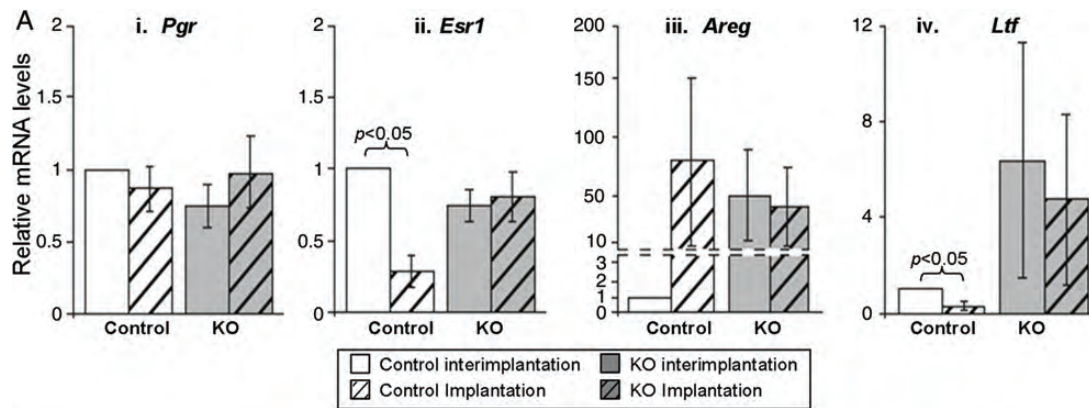 A
i. Pgr
ii. Esr1
iii. Areg
iv. Ltf
Relative mRNA levels
2
1.5
1
0.5
0
Control KO
2
1.5
1
0.5
0
p<0.05
Control KO
200
150
100
50
10
3
2
1
0
Control KO
12
8
4
0
p<0.05
Control KO
Control interimplantation KO interimplantation
Control Implantation KO Implantation